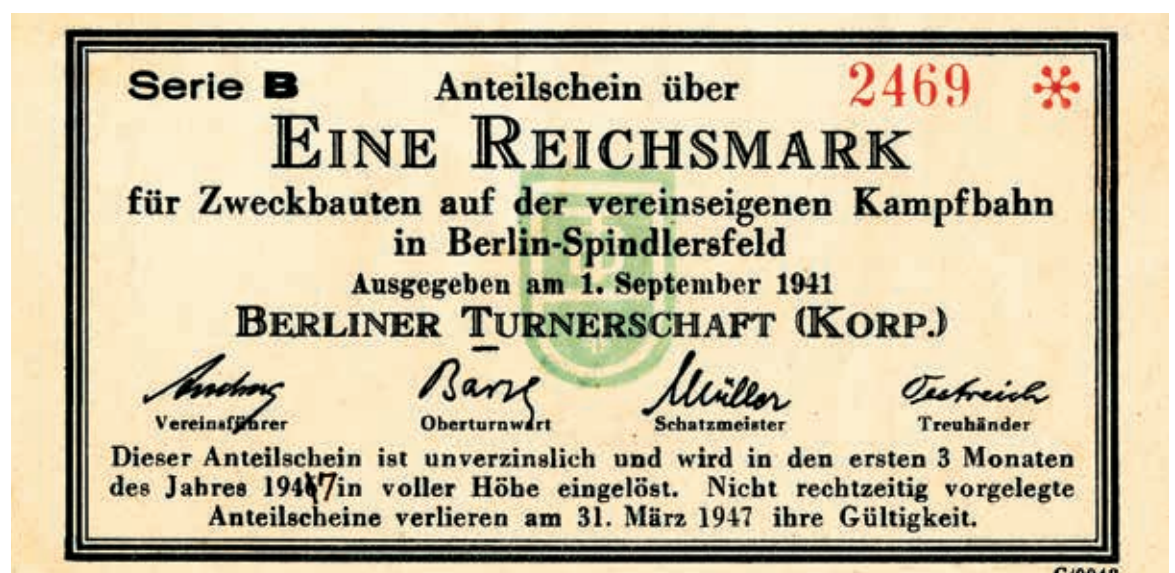 Serie B Anteilschein über 2469
EINE REICHSMARK
für Zweckbauten auf der vereinseigenen Kampfbahn
in Berlin-Spindlersfeld
Ausgegeben am 1. September 1941
BERLINER TURNERSCHAFT (KORP.)
Barze Müller Oestreich
Vereinsführer Oberturnwart Schatzmeister Treuhänder
Dieser Anteilschein ist unverzinslich und wird in den ersten 3 Monaten
des Jahres 1947 in voller Höhe eingelöst. Nicht rechtzeitig vorgelegte
Anteilscheine verlieren am 31. März 1947 ihre Gültigkeit.